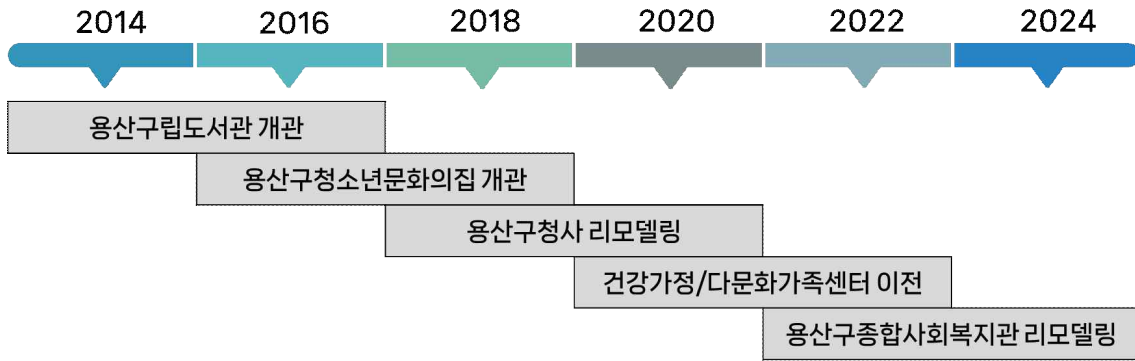 2014 2016 2018 2020 2022 2024
용산구립도서관 개관
용산구청소년문화의집 개관
용산구청사 리모델링
건강가정/다문화가족센터 이전
용산구종합사회복지관 리모델링